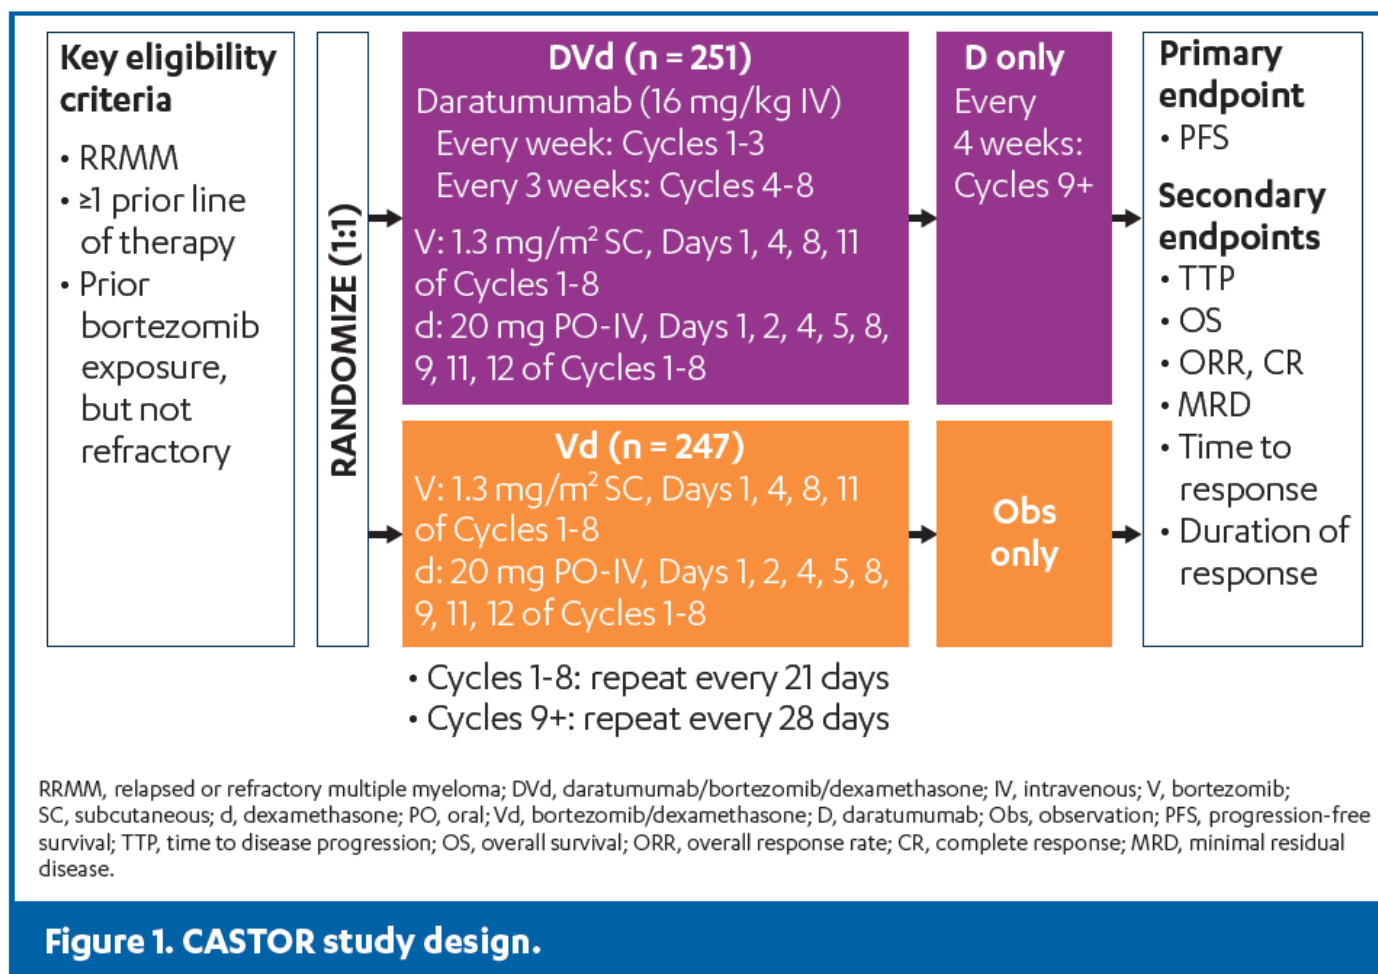 Key eligibility
criteria
• RRMM
• ≥1 prior line
of therapy
• Prior
bortezomib
exposure,
but not
refractory
RANDOMIZE (1:1)
DVd (n = 251)
Daratumumab (16 mg/kg IV)
Every week: Cycles 1-3
Every 3 weeks: Cycles 4-8
V: 1.3 mg/m² SC, Days 1, 4, 8, 11
of Cycles 1-8
d: 20 mg PO-IV, Days 1, 2, 4, 5, 8,
9, 11, 12 of Cycles 1-8
D only
Every
4 weeks:
Cycles 9+
Vd (n = 247)
V: 1.3 mg/m² SC, Days 1, 4, 8, 11
of Cycles 1-8
d: 20 mg PO-IV, Days 1, 2, 4, 5, 8,
9, 11, 12 of Cycles 1-8
Obs
only
Primary
endpoint
• PFS
Secondary
endpoints
• TTP
• OS
• ORR, CR
• MRD
• Time to
response
• Duration of
response
• Cycles 1-8: repeat every 21 days
• Cycles 9+: repeat every 28 days
RRMM, relapsed or refractory multiple myeloma; DVd, daratumumab/bortezomib/dexamethasone; IV, intravenous; V, bortezomib;
SC, subcutaneous; d, dexamethasone; PO, oral; Vd, bortezomib/dexamethasone; D, daratumumab; Obs, observation; PFS, progression-free
survival; TTP, time to disease progression; OS, overall survival; ORR, overall response rate; CR, complete response; MRD, minimal residual
disease.
Figure 1. CASTOR study design.